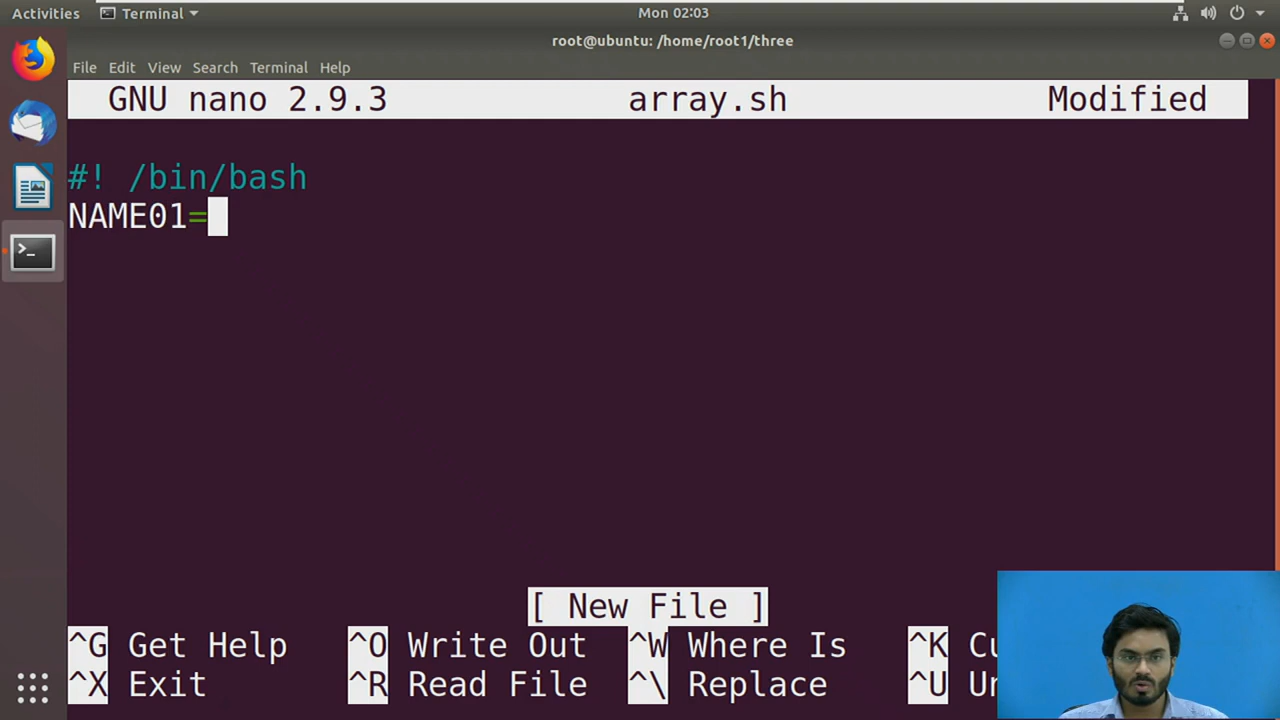 Activities Terminal Mon 02:03
root@ubuntu: /home/root1/three
File Edit View Search Terminal Help
GNU nano 2.9.3 array.sh Modified
#! /bin/bash
NAME01=
[ New File ]
^G Get Help ^O Write Out ^W Where Is ^K
^X Exit ^R Read File ^\ Replace ^U